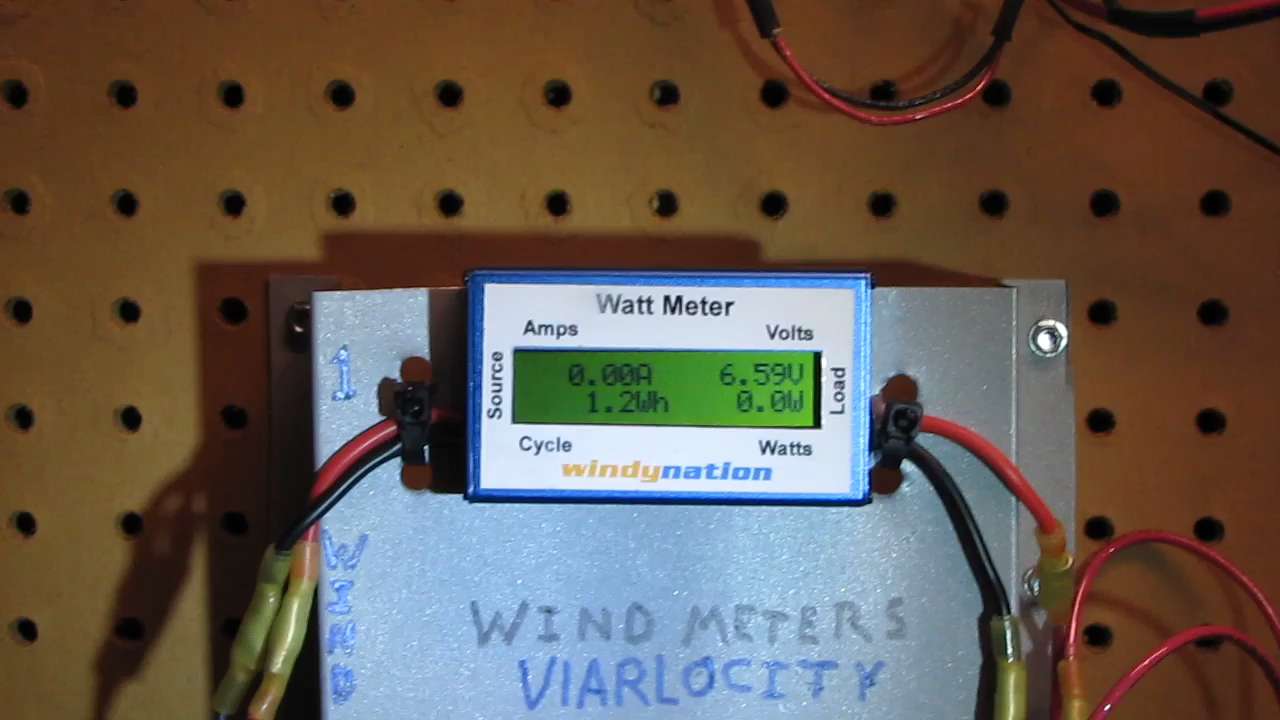 Watt Meter
Amps Volts
Source
0.00A 6.59V
1.2Wh 0.0W
Load
Cycle Watts
windynation
1
WIND METERS
VIARLOCITY